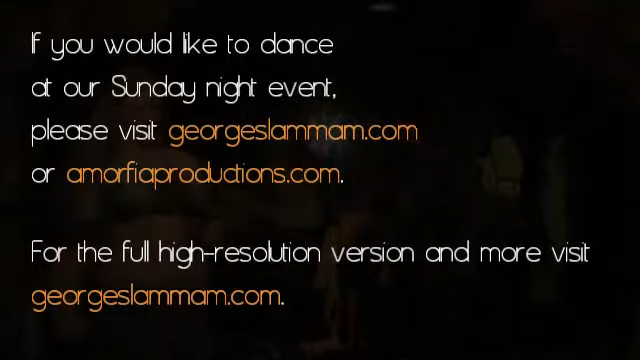 If you would like to dance
at our Sunday night event,
please visit georgeslammam.com
or amorfiaproductions.com.
For the full high-resolution version and more visit
georgeslammam.com.